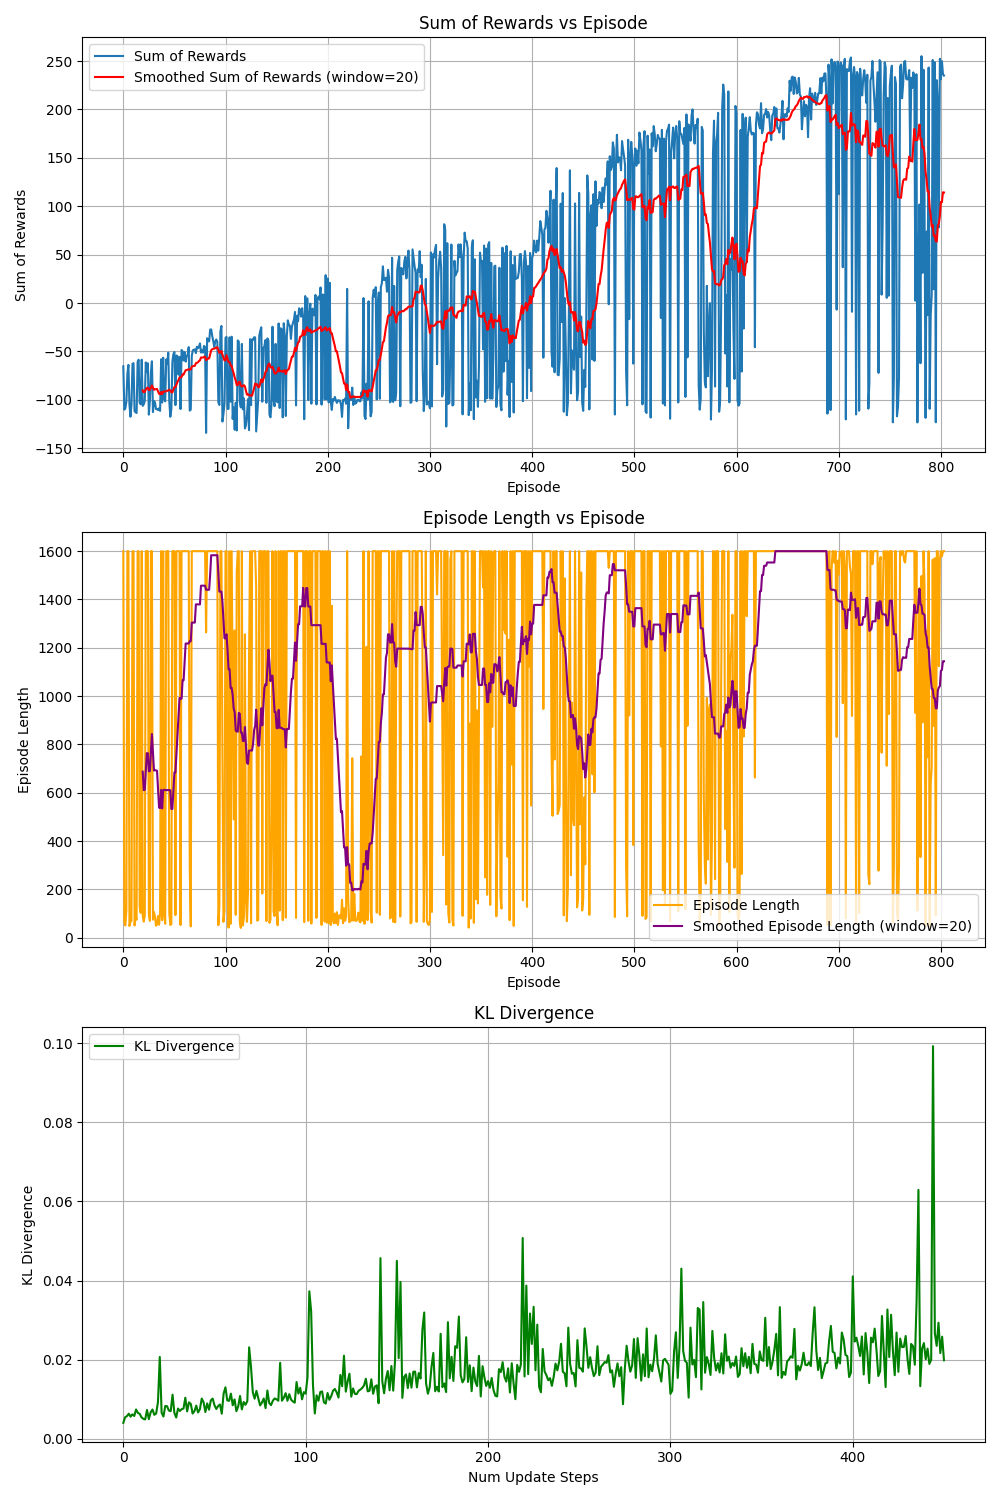 Sum of Rewards vs Episode
Sum of Rewards
Smoothed Sum of Rewards (window=20)
Sum of Rewards
250
200
150
100
50
0
−50
−100
−150
0 100 200 300 400 500 600 700 800
Episode
Episode Length vs Episode
Episode Length
1600
1400
1200
1000
800
600
400
200
0
Episode Length
Smoothed Episode Length (window=20)
0 100 200 300 400 500 600 700 800
Episode
KL Divergence
KL Divergence
KL Divergence
0.10
0.08
0.06
0.04
0.02
0.00
0 100 200 300 400
Num Update Steps